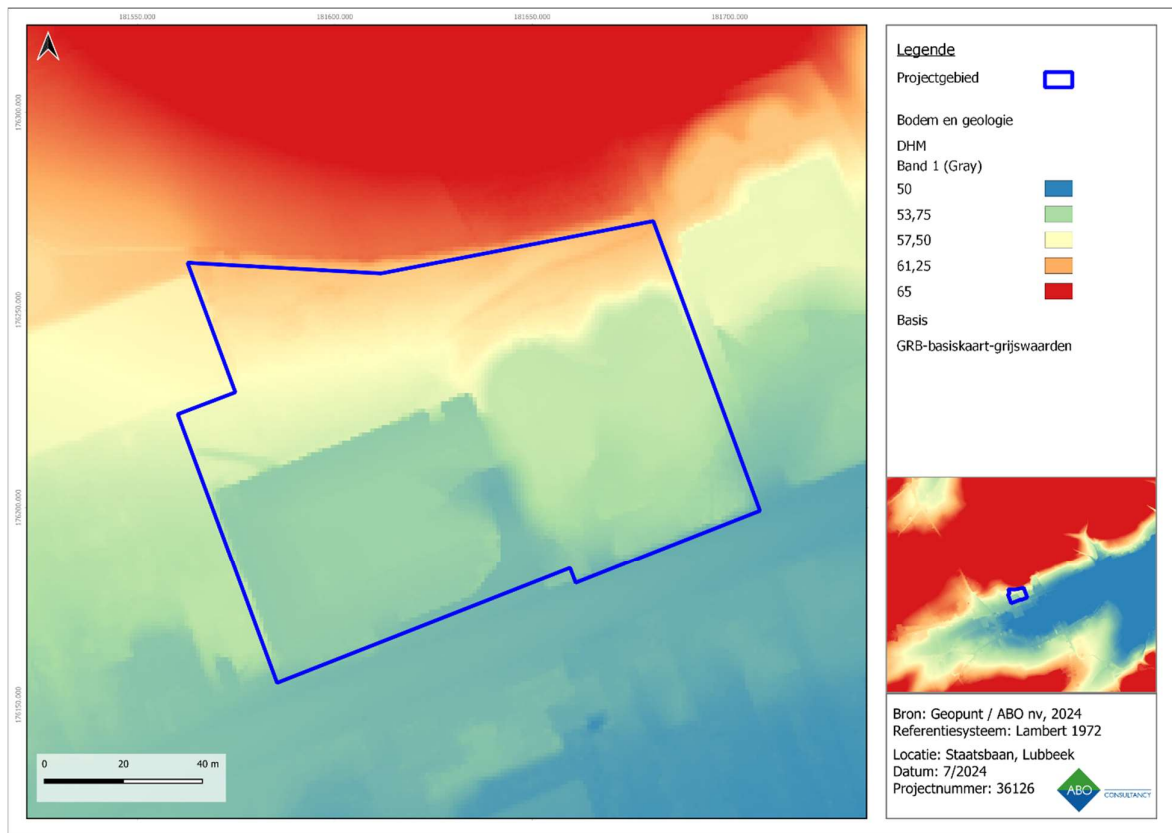 181550.000 181600.000 181650.000 181700.000
176300.000
176250.000
176200.000
176150.000
0 20 40 m
Legende
Projectgebied
Bodem en geologie
DHM
Band 1 (Gray)
50
53,75
57,50
61,25
65
Basis
GRB-basiskaart-grijswaarden
Bron: Geopunt / ABO nv, 2024
Referentiesysteem: Lambert 1972
Locatie: Staatsbaan, Lubbeek
Datum: 7/2024
Projectnummer: 36126
ABO
CONSULTANCY